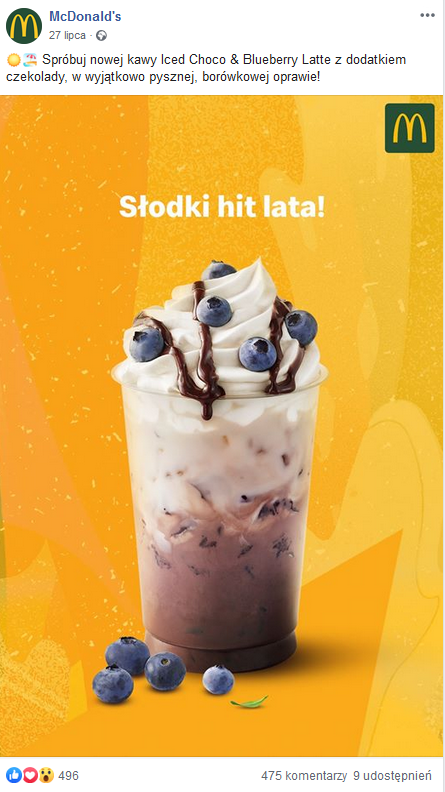 McDonald's
27 lipca
Spróbuj nowej kawy Iced Choco & Blueberry Latte z dodatkiem
czekolady, w wyjątkowo pysznej, borówkowej oprawie!
Słodki hit lata!
496
475 komentarzy 9 udostępnień